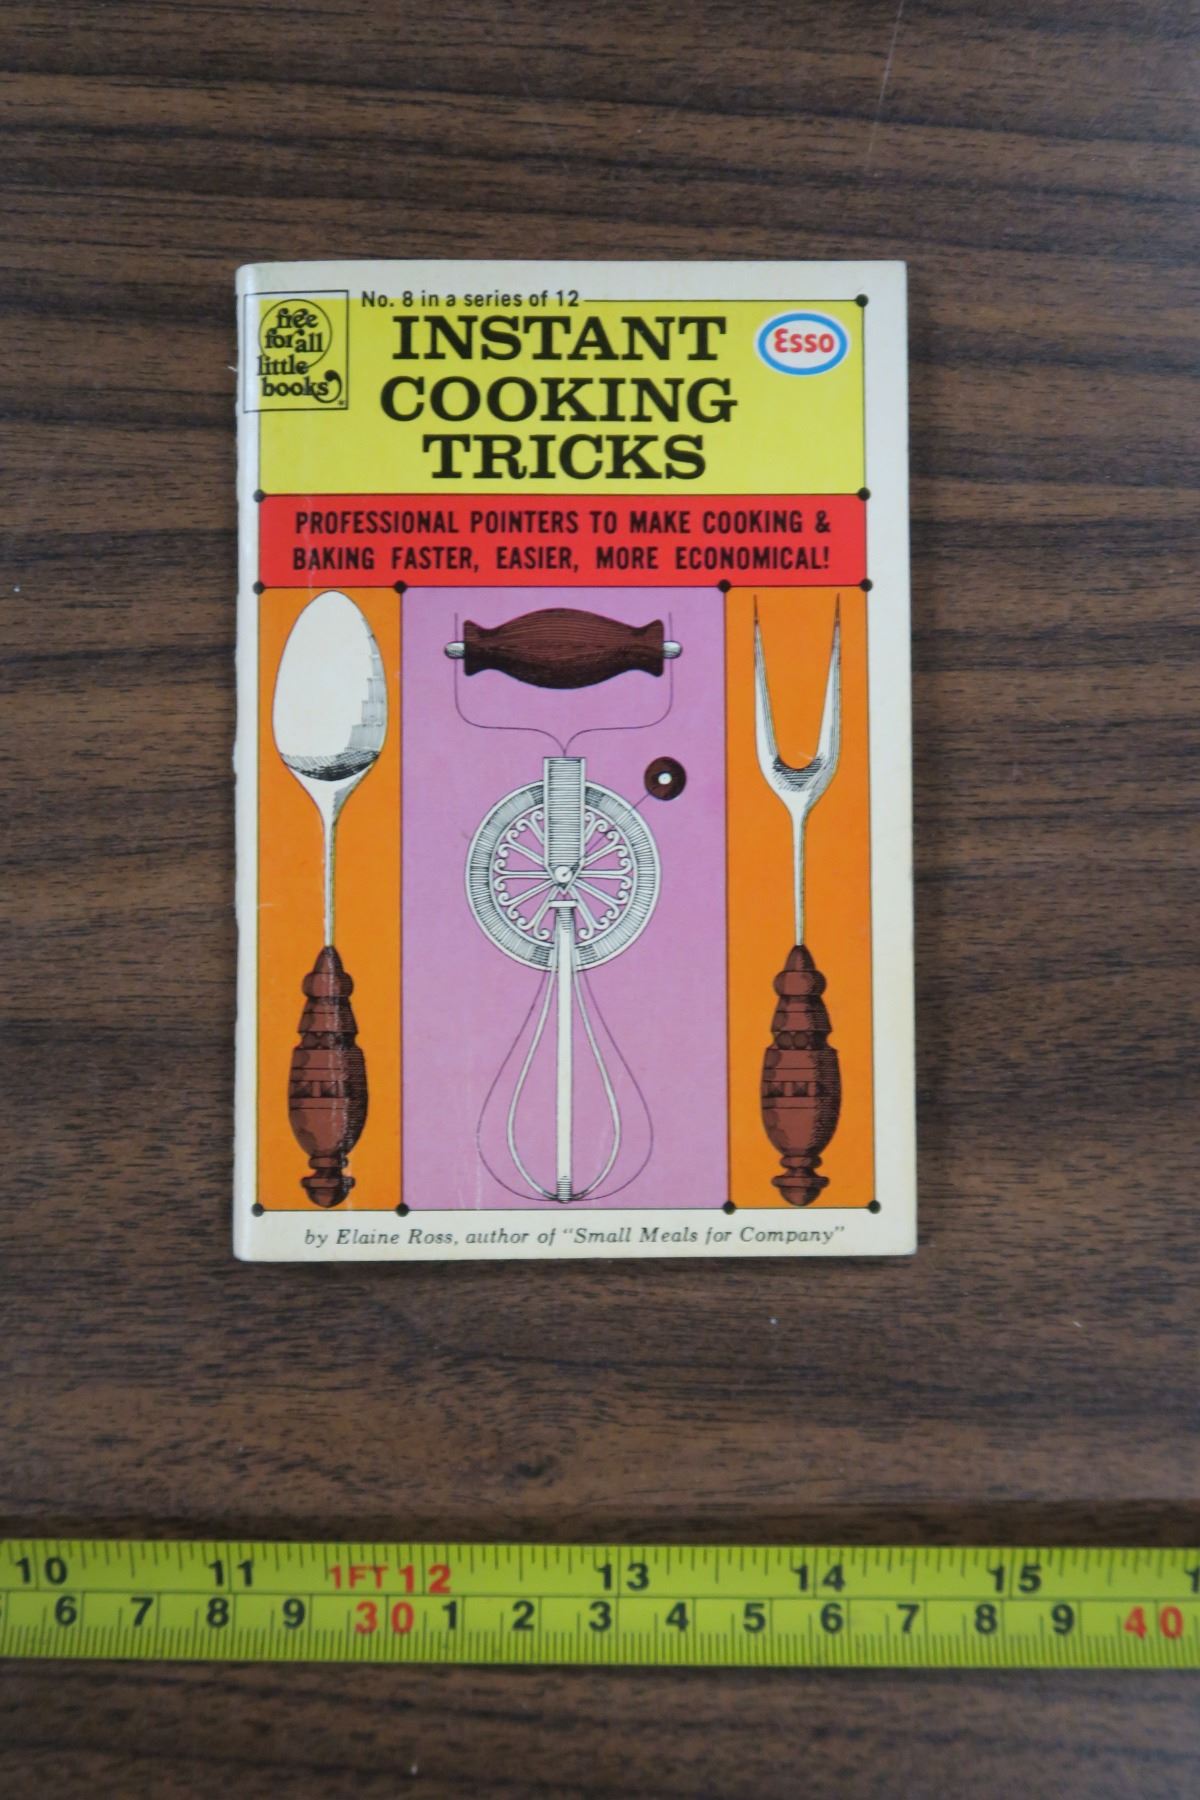 No. 8 in a series of 12
free
for all
little
books
INSTANT
COOKING
TRICKS
Esso
PROFESSIONAL POINTERS TO MAKE COOKING &
BAKING FASTER, EASIER, MORE ECONOMICAL!
by Elaine Ross, author of "Small Meals for Company"
10 11 1FT 12 13 14 15 1
6 7 8 9 30 1 2 3 4 5 6 7 8 9 40